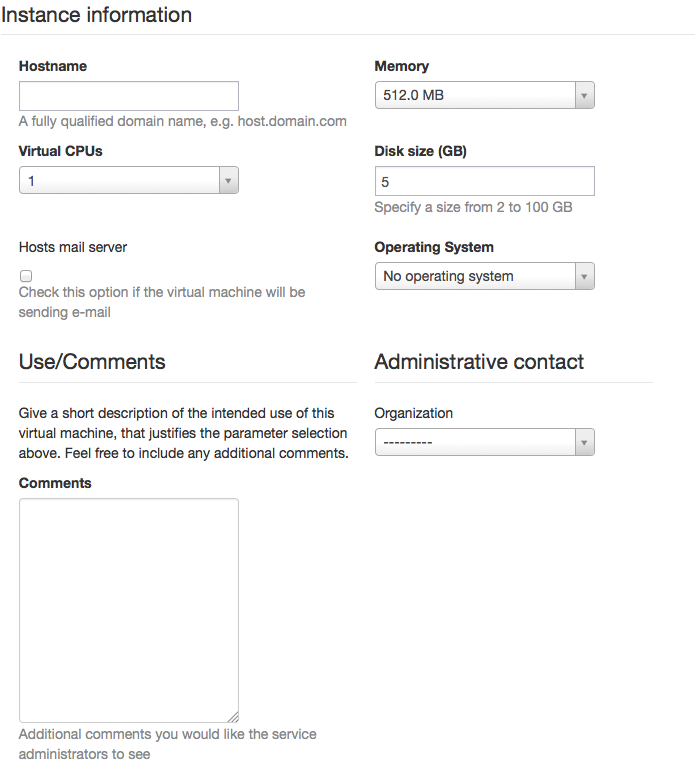 Instance information
Hostname
A fully qualified domain name, e.g. host.domain.com
Memory
512.0 MB
Virtual CPUs
1
Disk size (GB)
5
Specify a size from 2 to 100 GB
Hosts mail server
Check this option if the virtual machine will be
sending e-mail
Operating System
No operating system
Use/Comments
Give a short description of the intended use of this
virtual machine, that justifies the parameter selection
above. Feel free to include any additional comments.
Comments
Additional comments you would like the service
administrators to see
Administrative contact
Organization
---------